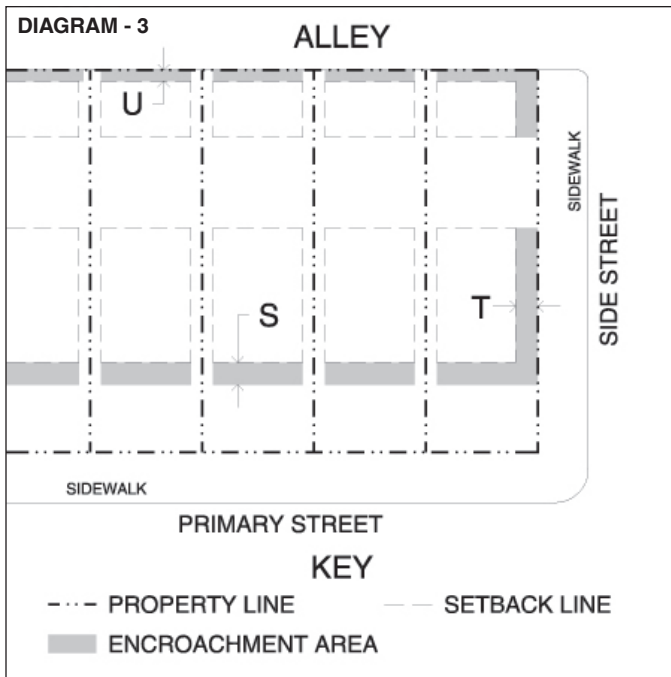 DIAGRAM - 3
ALLEY
U
SIDEWALK
SIDE STREET
S
T
SIDEWALK
PRIMARY STREET
KEY
PROPERTY LINE
SETBACK LINE
ENCROACHMENT AREA